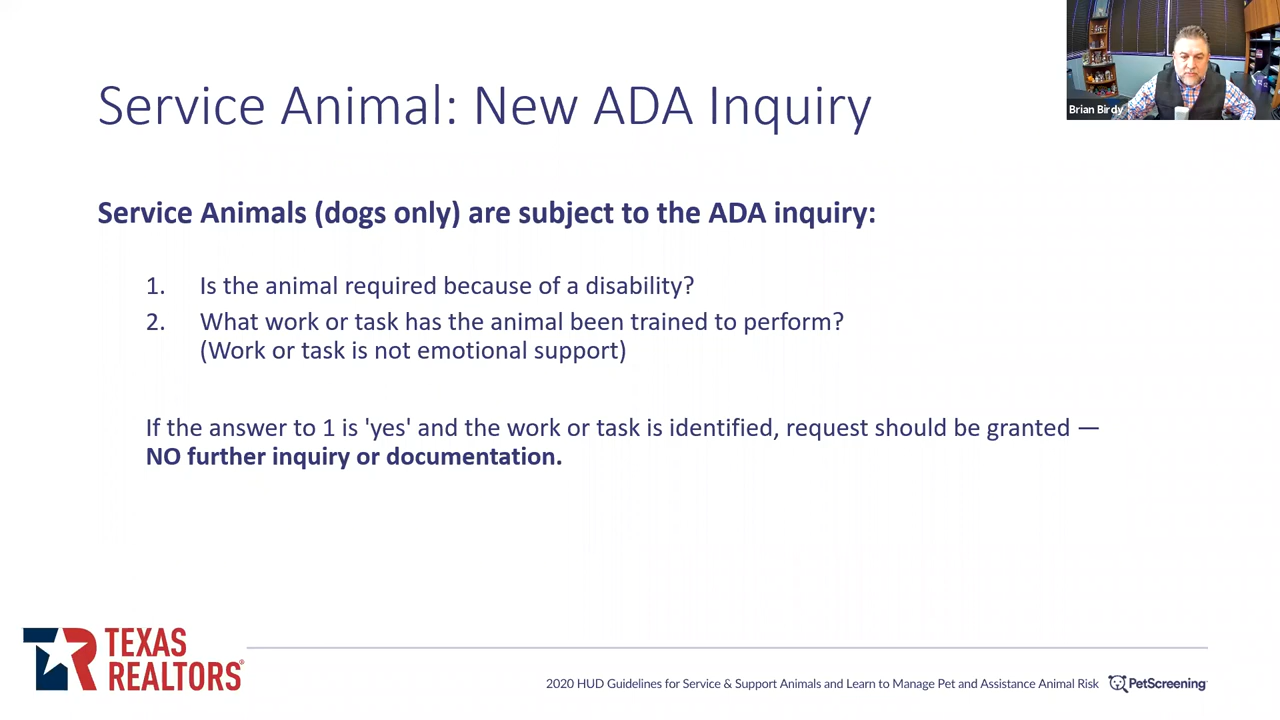 Brian Birdy
Service Animal: New ADA Inquiry
Service Animals (dogs only) are subject to the ADA inquiry:
1. Is the animal required because of a disability?
2. What work or task has the animal been trained to perform?
(Work or task is not emotional support)
If the answer to 1 is 'yes' and the work or task is identified, request should be granted —
NO further inquiry or documentation.
TEXAS
REALTORS®
2020 HUD Guidelines for Service & Support Animals and Learn to Manage Pet and Assistance Animal Risk PetScreening